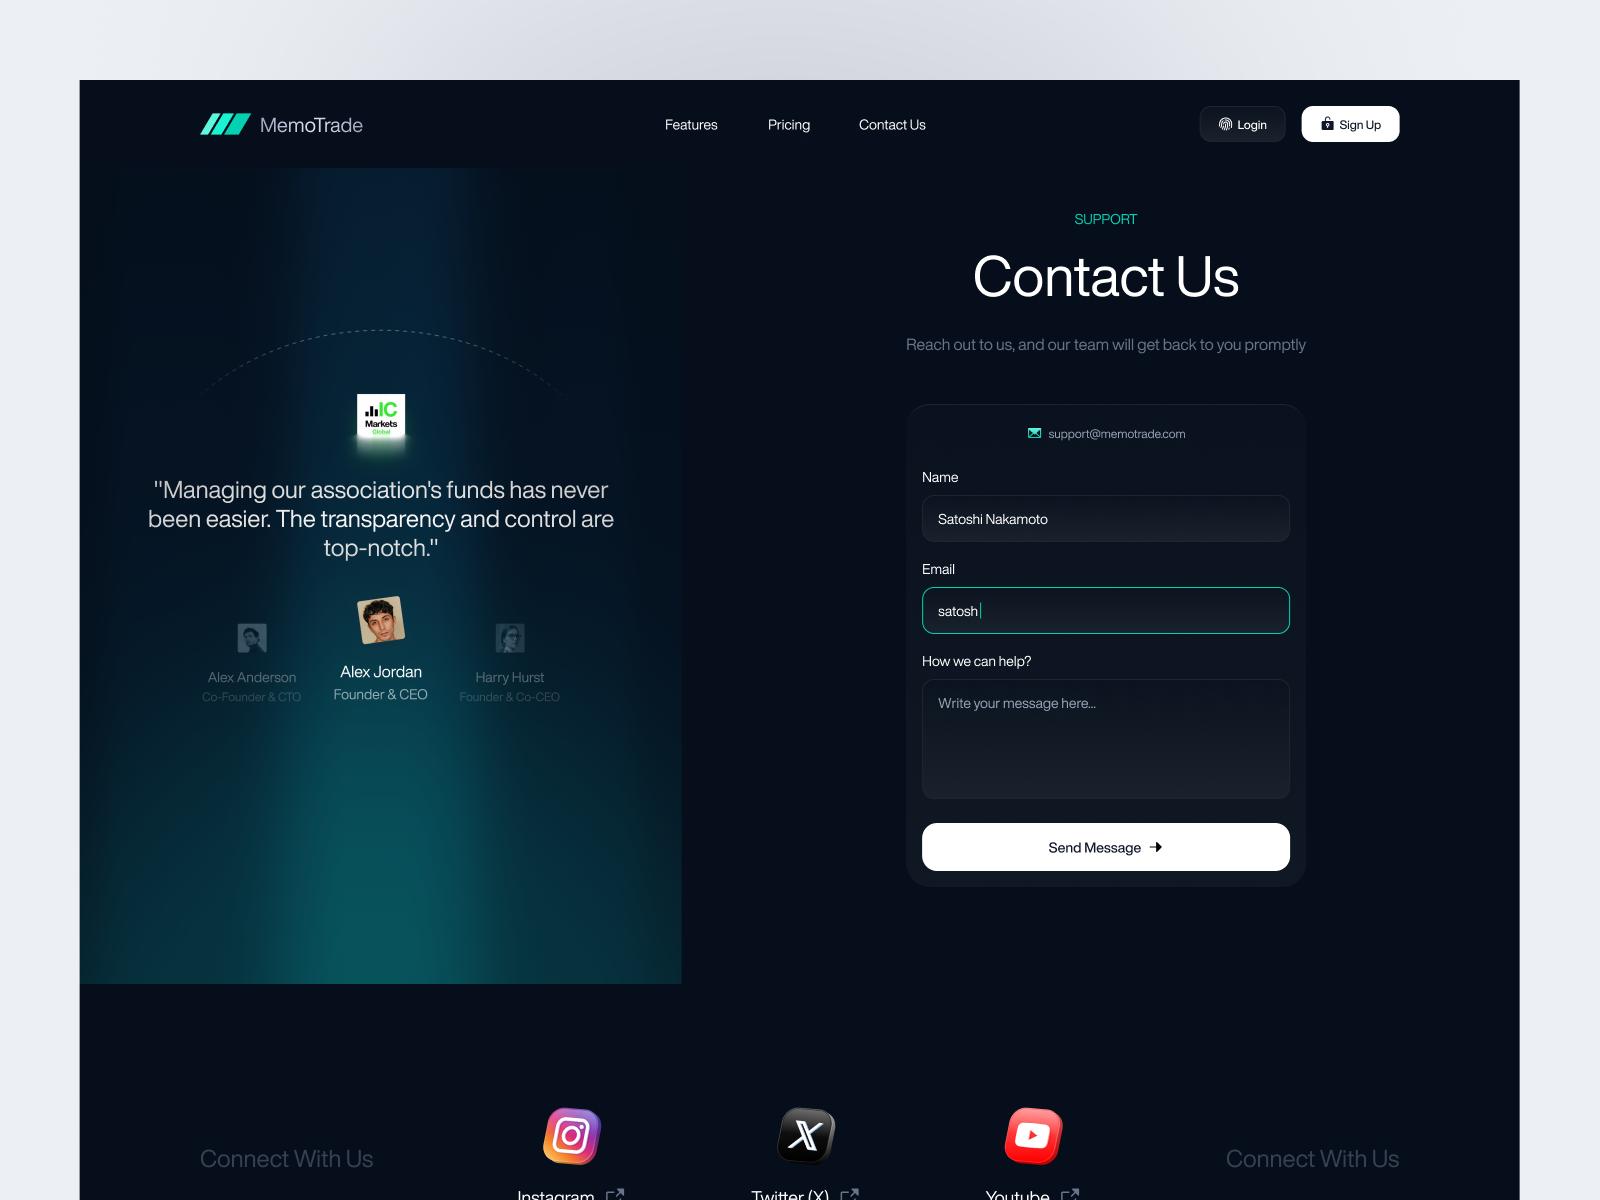 MemoTrade
Features
Pricing
Contact Us
Login
Sign Up
IC
Markets
Global
"Managing our association's funds has never
been easier. The transparency and control are
top-notch."
Alex Anderson
Co-Founder & CTO
Alex Jordan
Founder & CEO
Harry Hurst
Founder & Co-CEO
SUPPORT
Contact Us
Reach out to us, and our team will get back to you promptly
support@memotrade.com
Name
Satoshi Nakamoto
Email
satosh
How we can help?
Write your message here...
Send Message
Connect With Us
Instagram
Twitter (X)
Youtube
Connect With Us